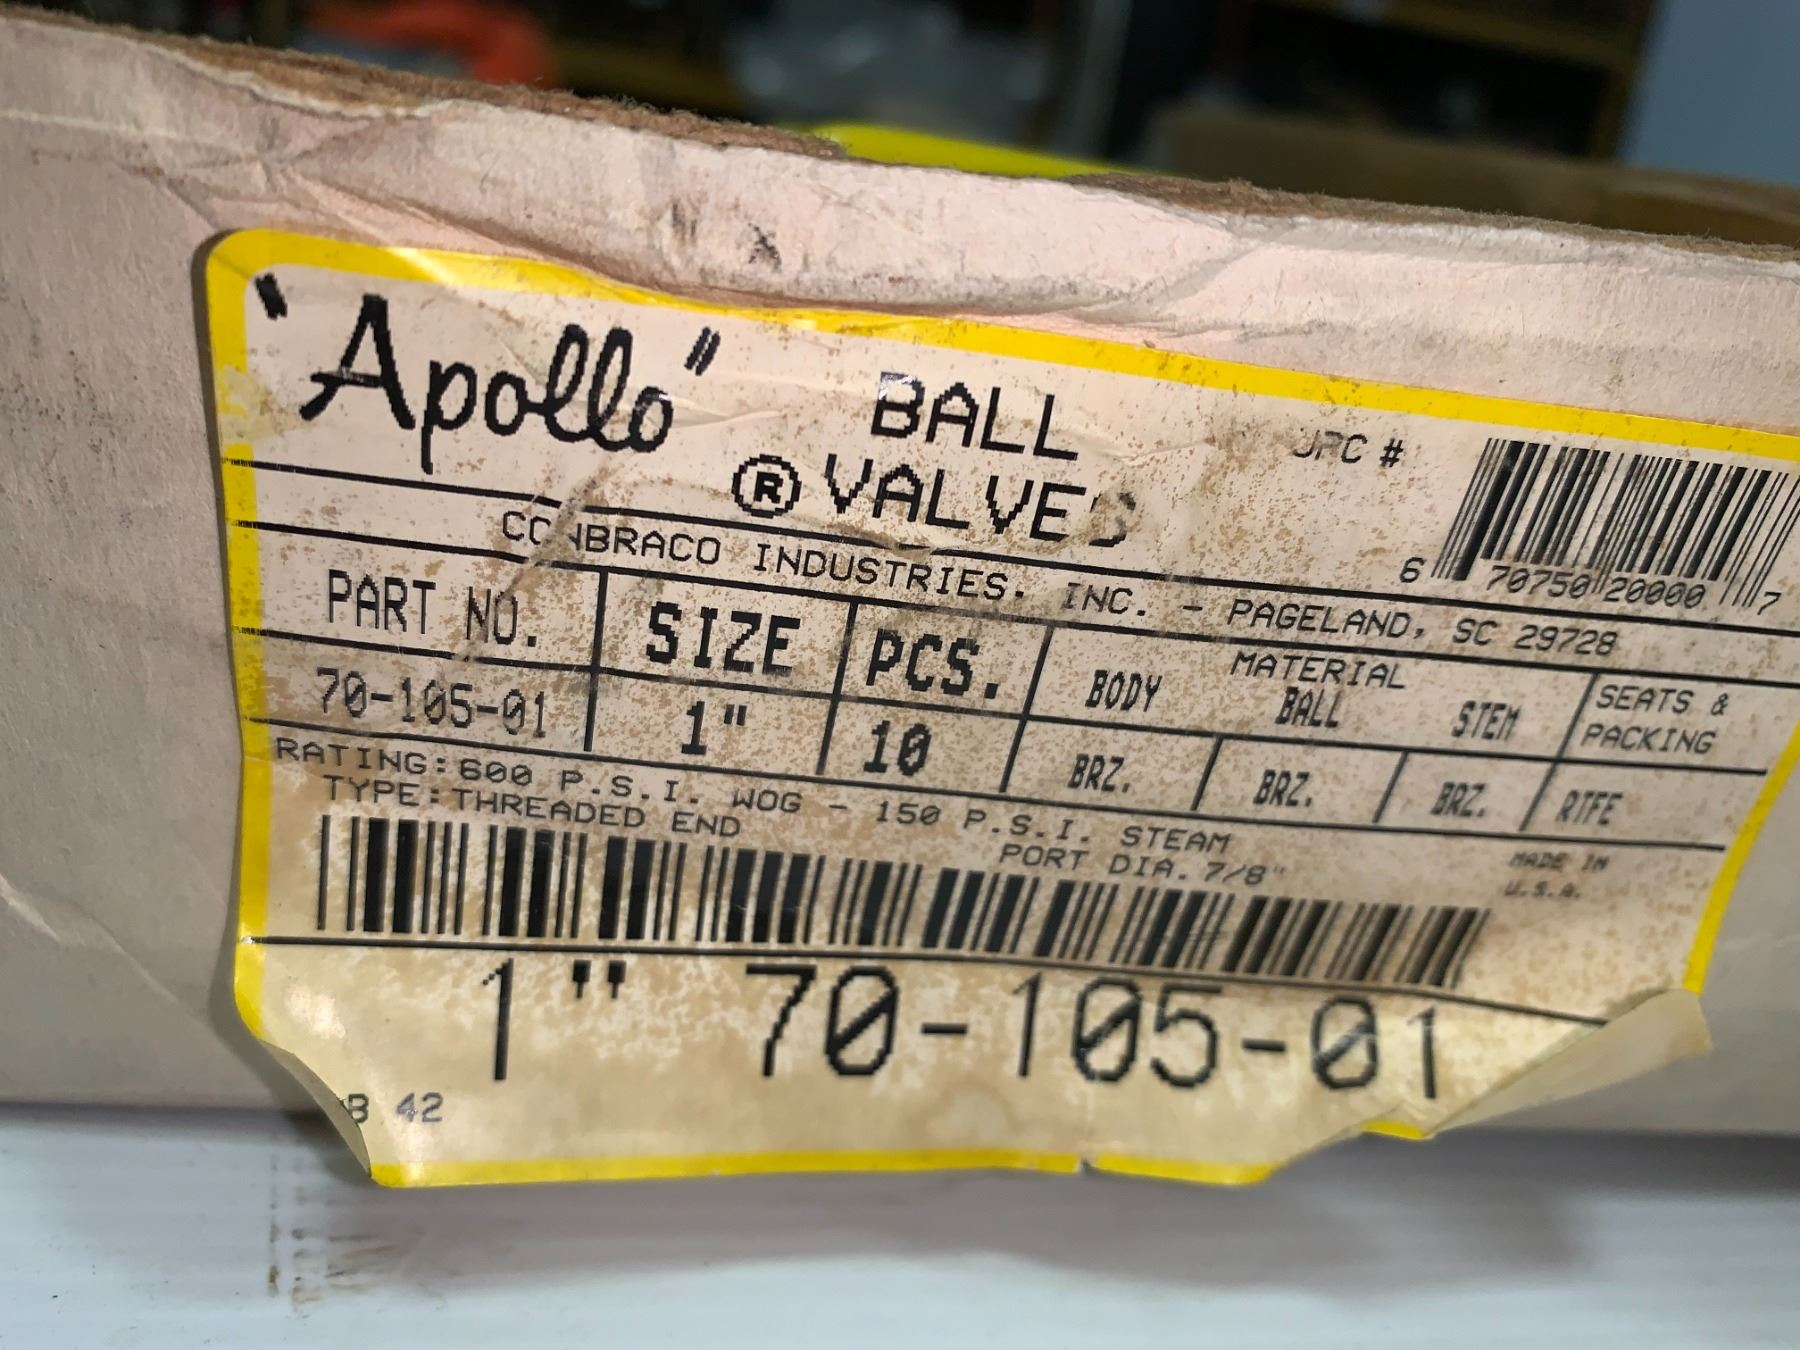 "Apollo" ® BALL VALVES
UPC #
6 70750 20000 7
CONBRACO INDUSTRIES, INC. - PAGELAND, SC 29728
PART NO. SIZE PCS. MATERIAL
BODY BALL STEM SEATS & PACKING
70-105-01 1" 10 BRZ. BRZ. BRZ. RTFE
RATING: 600 P.S.I. WOG - 150 P.S.I. STEAM
TYPE: THREADED END PORT DIA. 7/8"
MADE IN
U.S.A.
1" 70-105-01
B 42